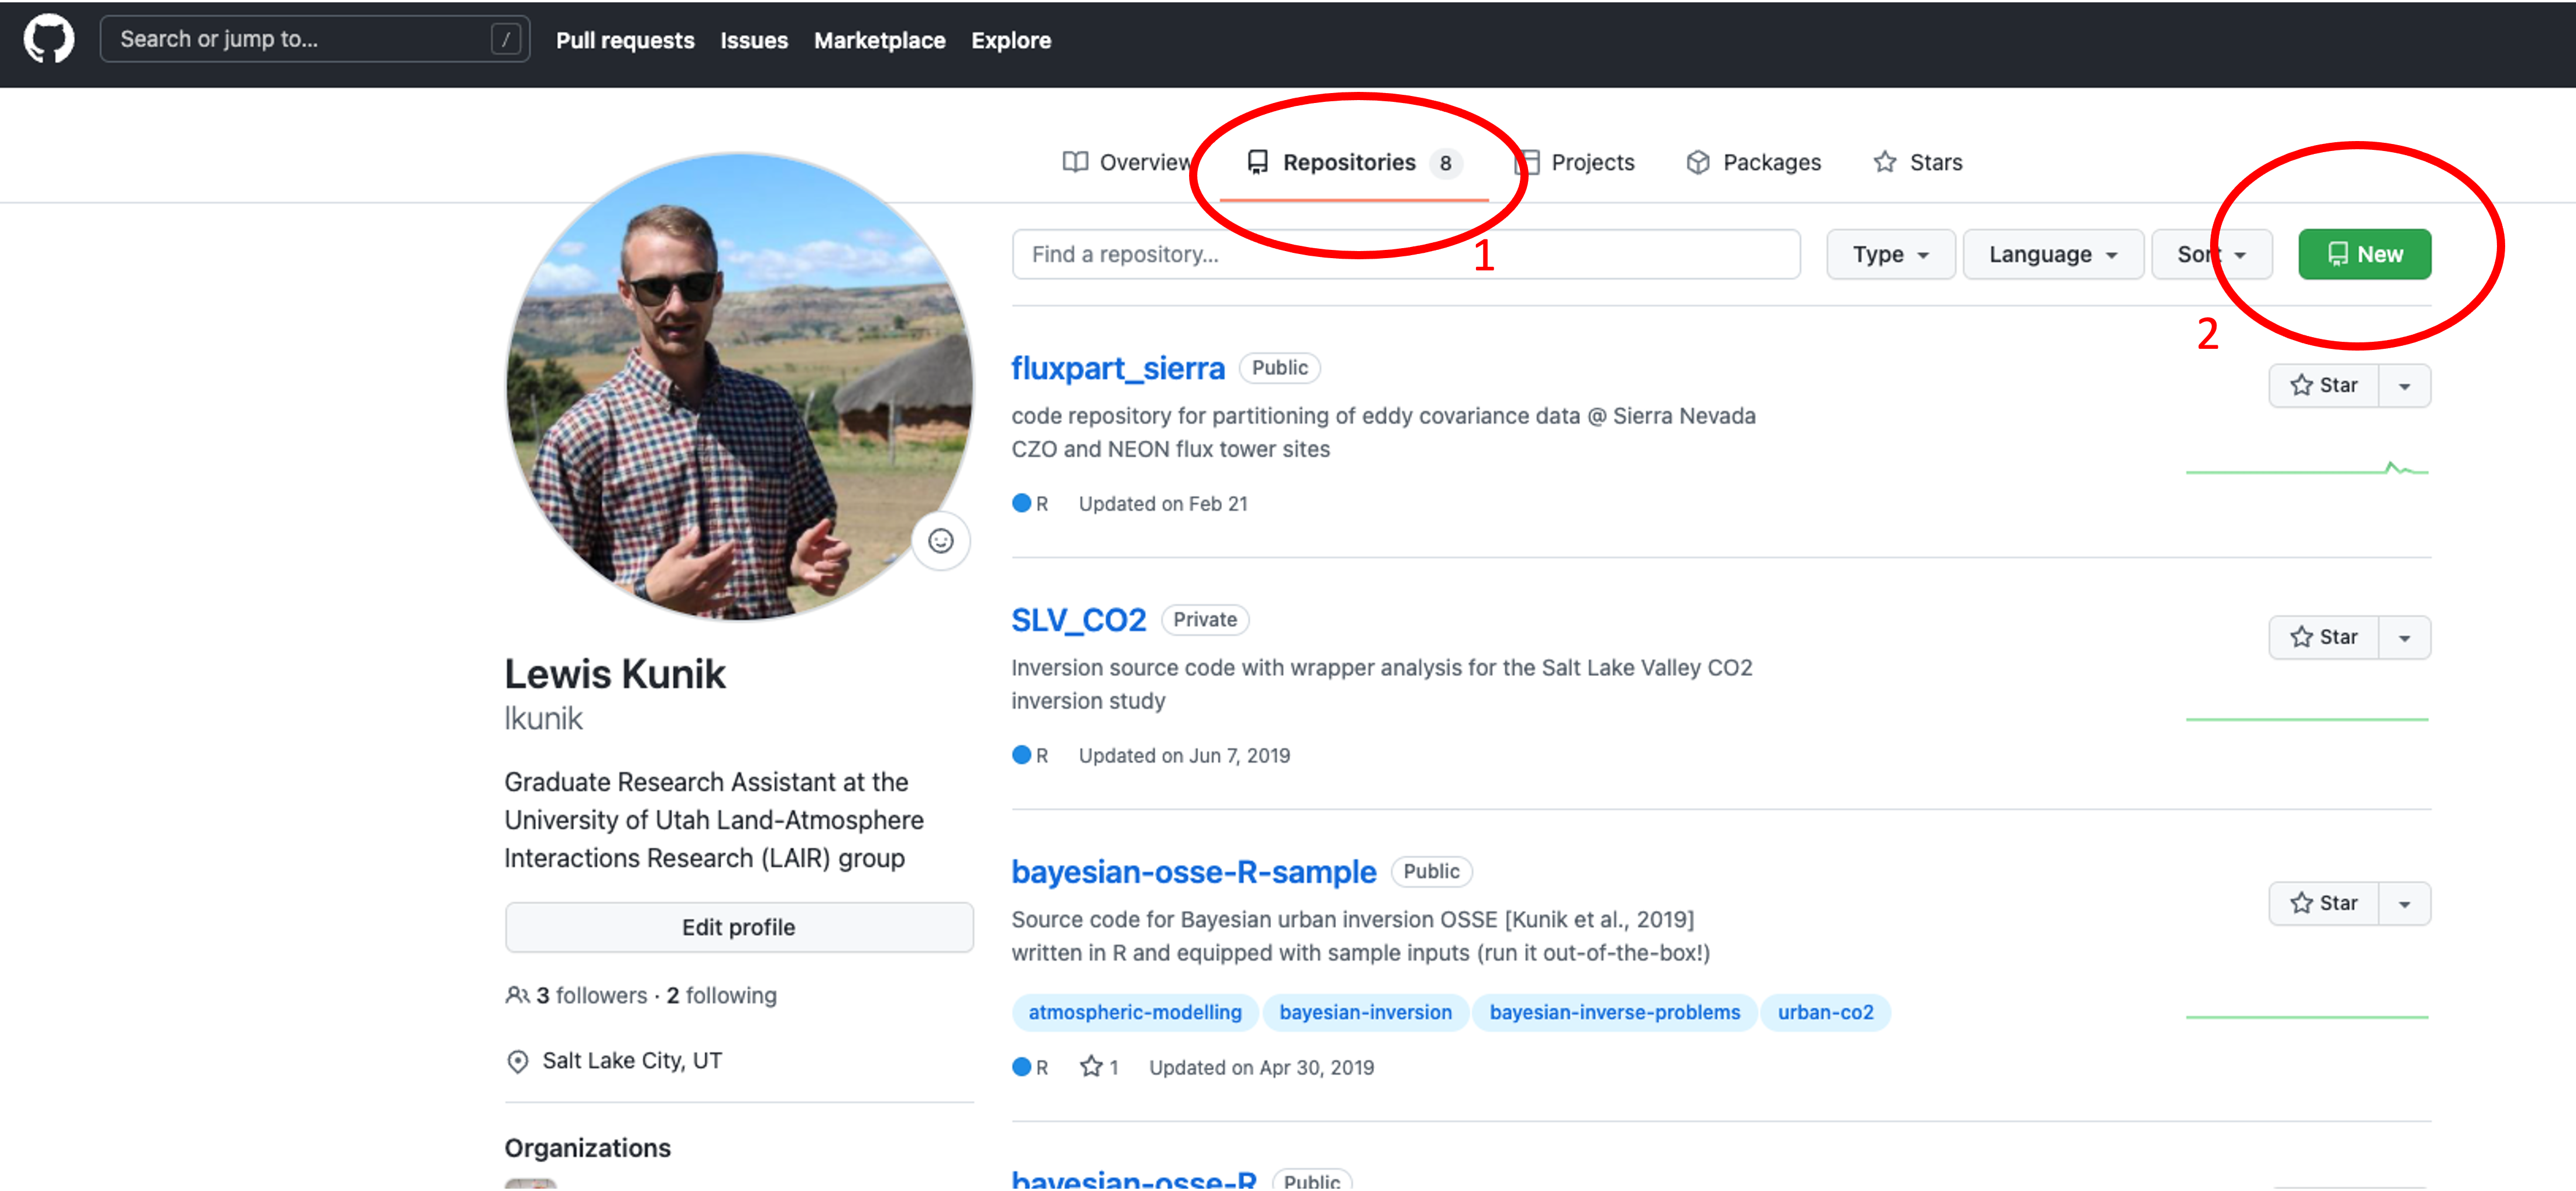 Search or jump to... / Pull requests Issues Marketplace Explore
Overview Repositories 8 Projects Packages Stars
1
2
Find a repository... Type Language Sort New
Lewis Kunik
lkunik
Graduate Research Assistant at the
University of Utah Land-Atmosphere
Interactions Research (LAIR) group
Edit profile
3 followers · 2 following
Salt Lake City, UT
Organizations
fluxpart_sierra Public
Star
code repository for partitioning of eddy covariance data @ Sierra Nevada
CZO and NEON flux tower sites
R Updated on Feb 21
SLV_CO2 Private
Star
Inversion source code with wrapper analysis for the Salt Lake Valley CO2
inversion study
R Updated on Jun 7, 2019
bayesian-osse-R-sample Public
Star
Source code for Bayesian urban inversion OSSE [Kunik et al., 2019]
written in R and equipped with sample inputs (run it out-of-the-box!)
atmospheric-modelling bayesian-inversion bayesian-inverse-problems urban-co2
R 1 Updated on Apr 30, 2019
bayesian-osse-R Public